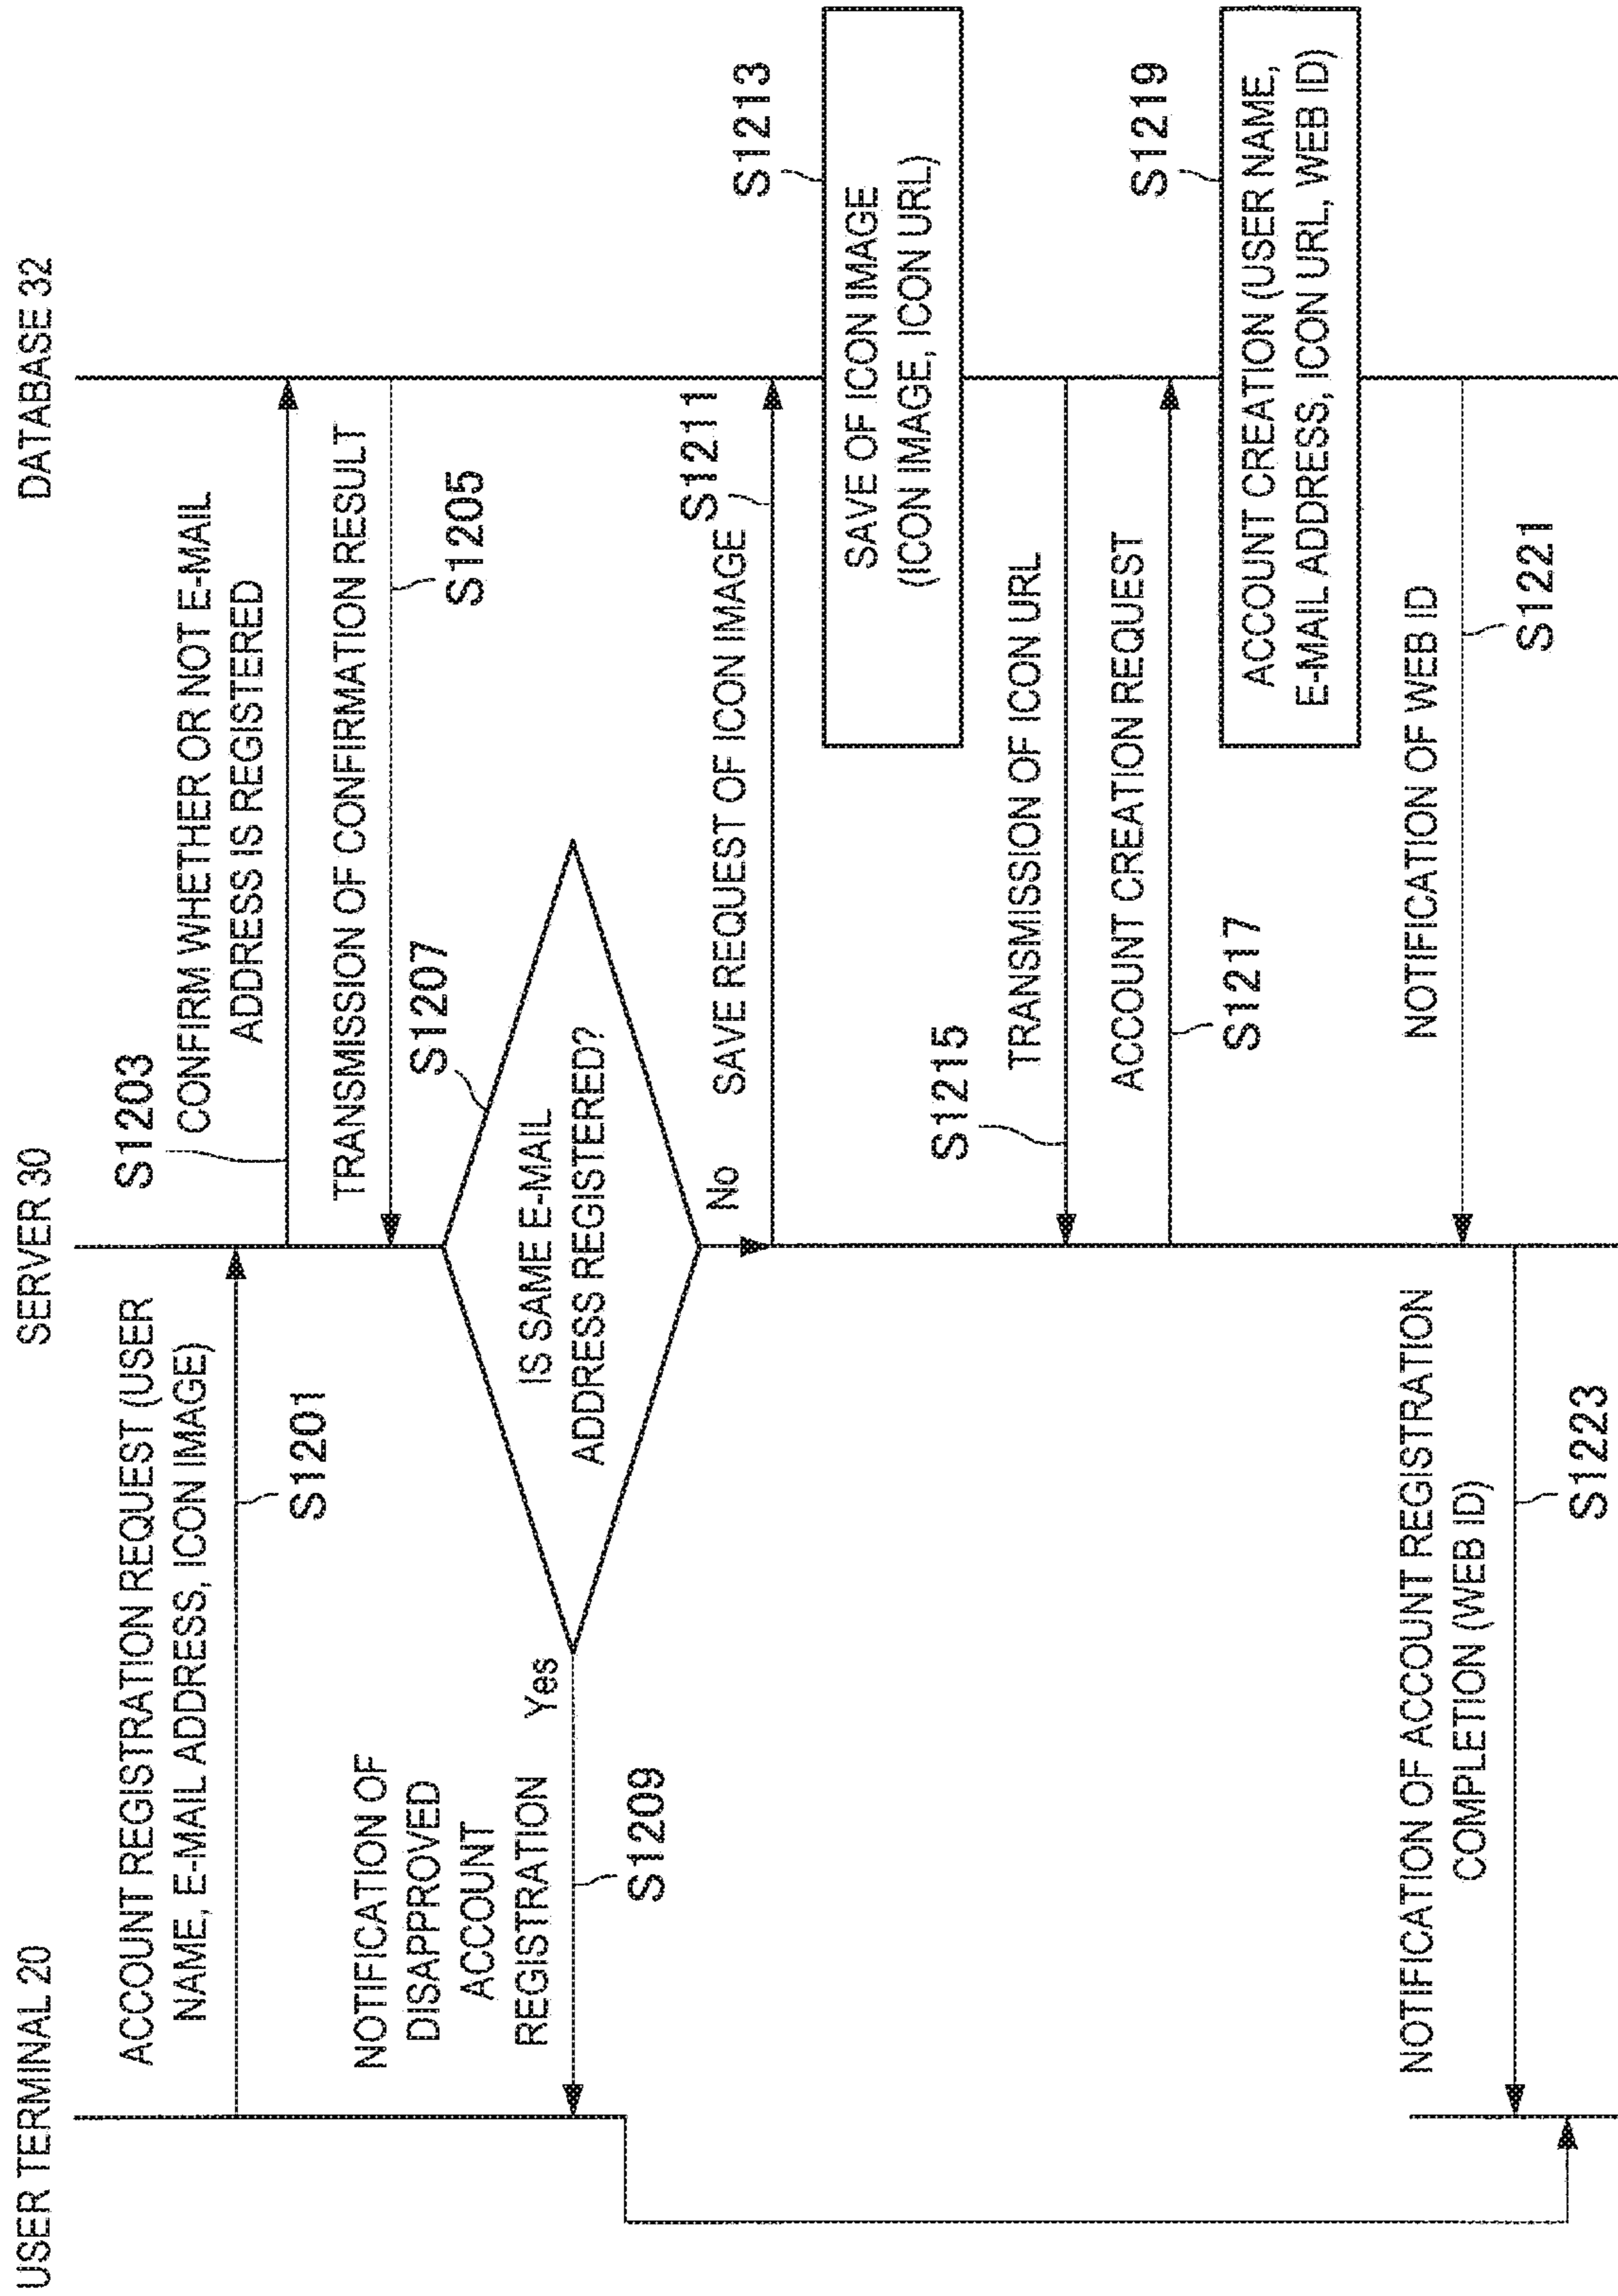 USER TERMINAL 20
SERVER 30
DATABASE 32
ACCOUNT REGISTRATION REQUEST (USER
NAME, E-MAIL ADDRESS, ICON IMAGE)
S1201
S1203
CONFIRM WHETHER OR NOT E-MAIL
ADDRESS IS REGISTERED
TRANSMISSION OF CONFIRMATION RESULT
S1205
S1207
IS SAME E-MAIL
ADDRESS REGISTERED?
Yes
NOTIFICATION OF
DISAPPROVED
ACCOUNT
REGISTRATION
S1209
No
SAVE REQUEST OF ICON IMAGE
S1211
S1213
SAVE OF ICON IMAGE
(ICON IMAGE, ICON URL)
S1215
TRANSMISSION OF ICON URL
ACCOUNT CREATION REQUEST
S1217
S1219
ACCOUNT CREATION (USER NAME,
E-MAIL ADDRESS, ICON URL, WEB ID)
NOTIFICATION OF WEB ID
S1221
NOTIFICATION OF ACCOUNT REGISTRATION
COMPLETION (WEB ID)
S1223